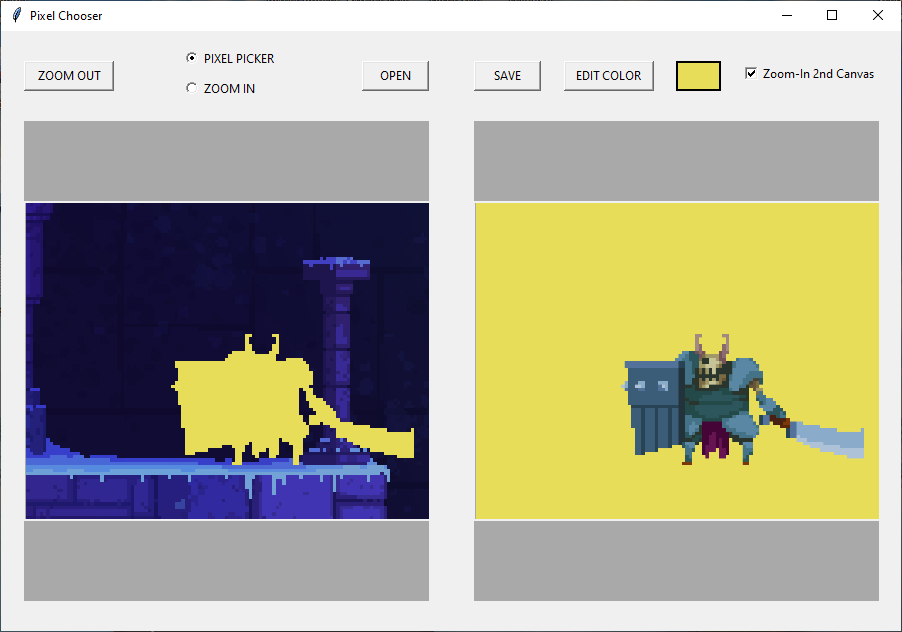 Pixel Chooser
ZOOM OUT
PIXEL PICKER
ZOOM IN
OPEN
SAVE
EDIT COLOR
Zoom-In 2nd Canvas